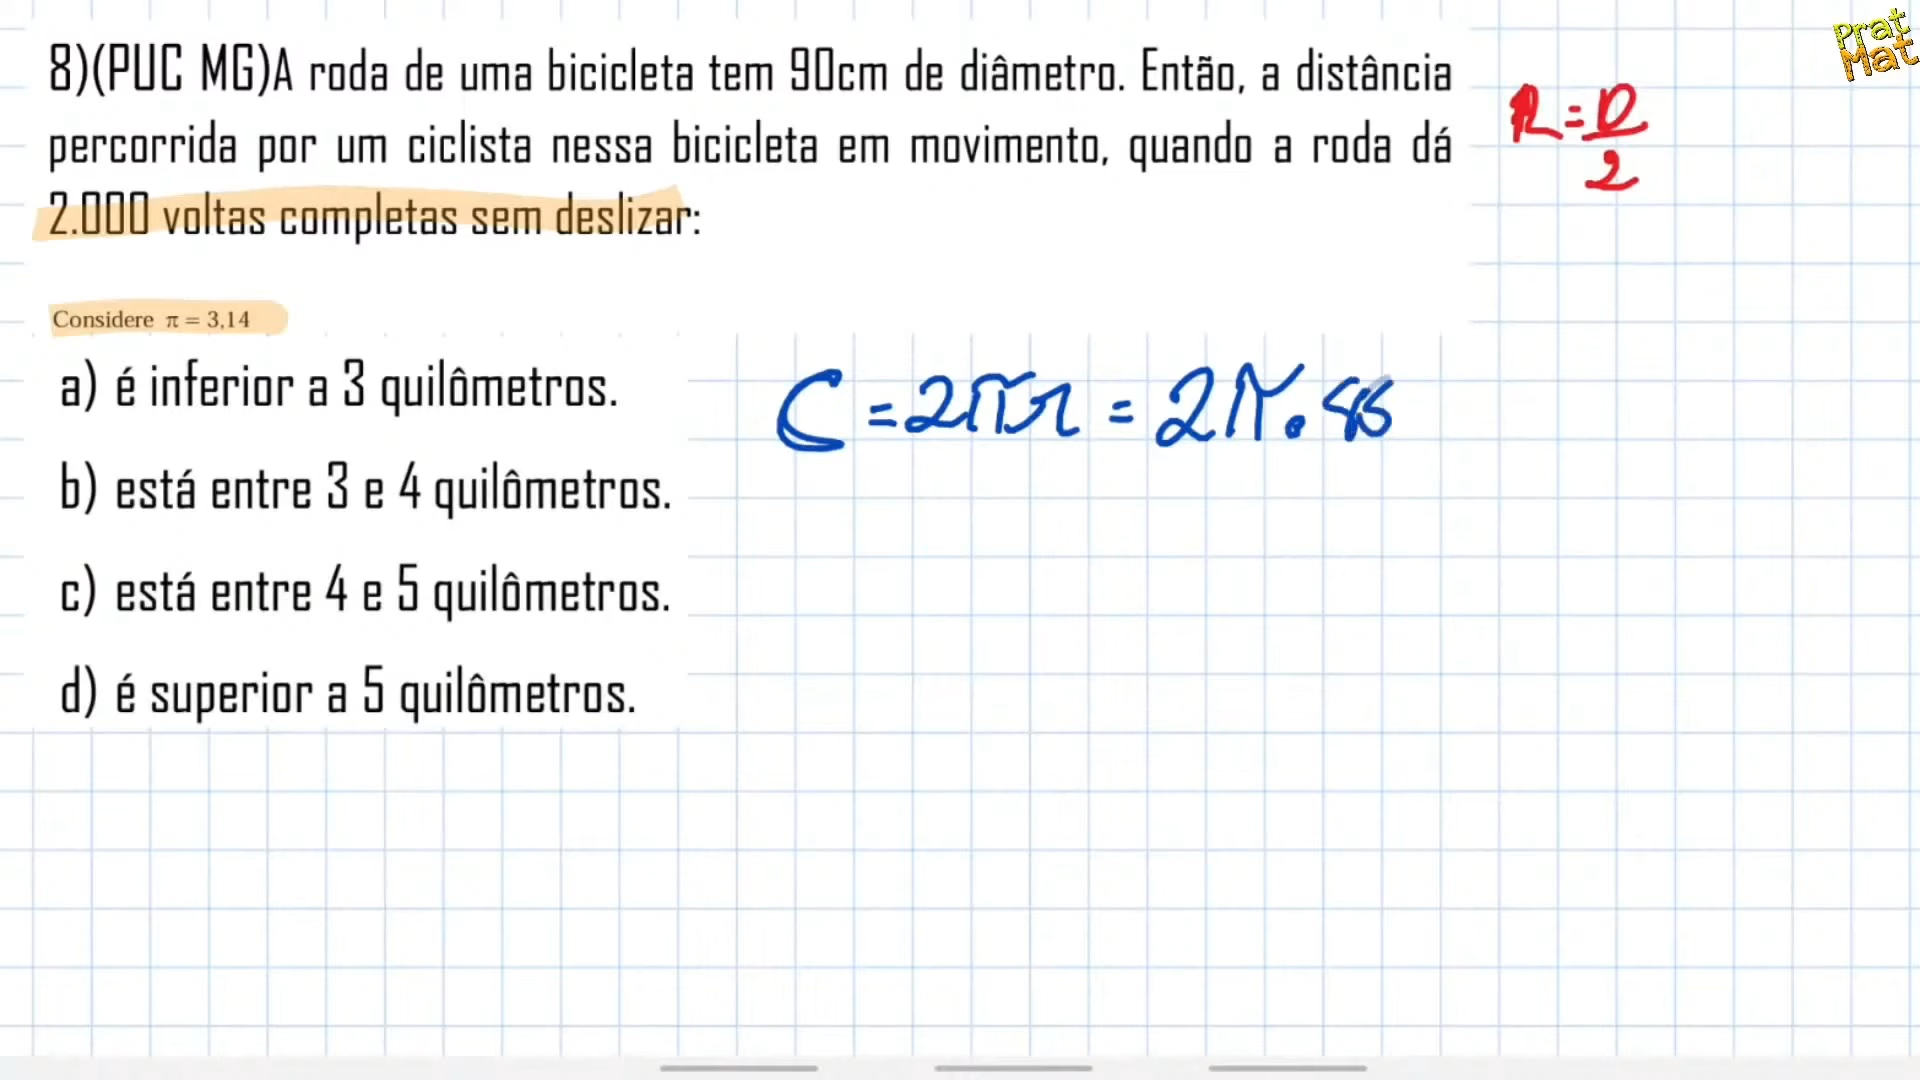 8)(PUC MG)A roda de uma bicicleta tem 90cm de diâmetro. Então, a distância
percorrida por um ciclista nessa bicicleta em movimento, quando a roda dá
2.000 voltas completas sem deslizar:
Prat
Mat
R = D/2
Considere π = 3,14
a) é inferior a 3 quilômetros.
b) está entre 3 e 4 quilômetros.
c) está entre 4 e 5 quilômetros.
d) é superior a 5 quilômetros.
C = 2πr = 2π.